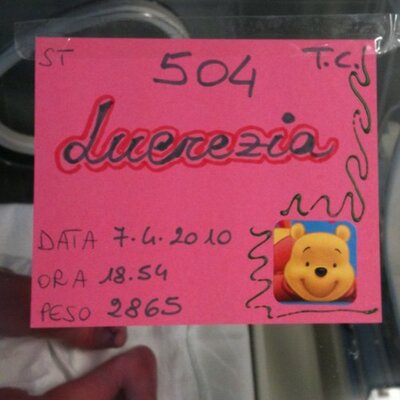 ST 504 T.C.
Lucrezia
DATA 7.4.2010
ORA 18.54
PESO 2865